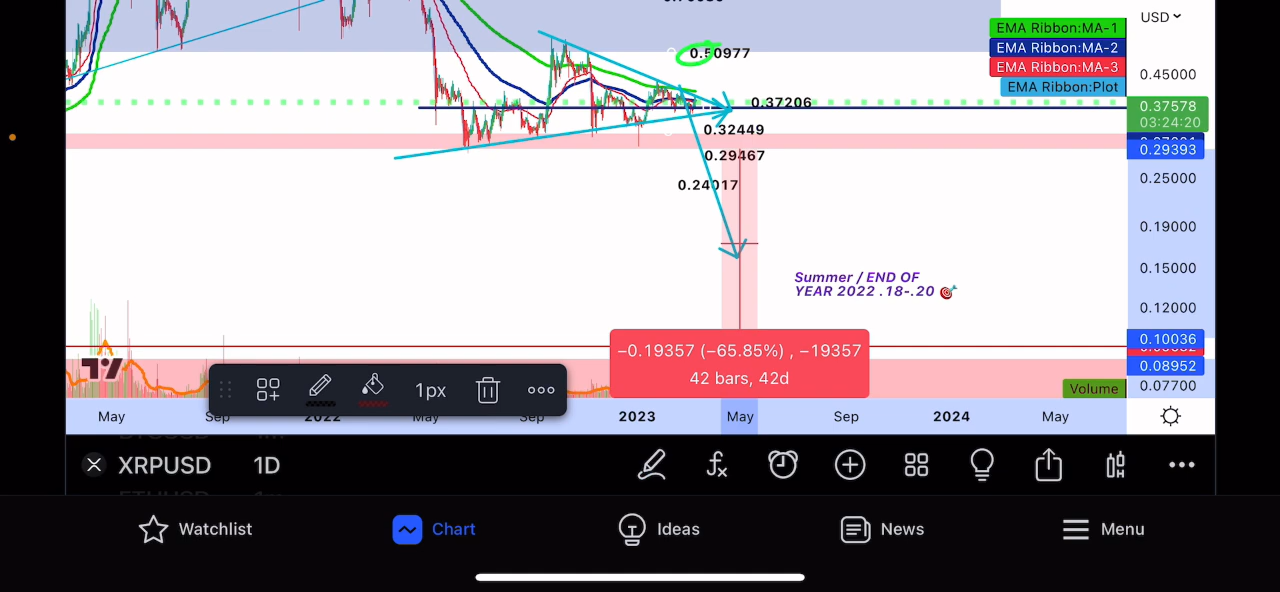 USD
EMA Ribbon:MA-1
EMA Ribbon:MA-2
EMA Ribbon:MA-3
EMA Ribbon:Plot
0.50977
0.45000
0.37206
0.37578
03:24:20
0.32449
0.29467
0.29393
0.24017
0.25000
0.19000
0.15000
Summer / END OF
YEAR 2022 .18-.20 🎯
0.12000
0.10036
0.08952
0.07700
−0.19357 (−65.85%) , −19357
42 bars, 42d
Volume
1px
May Sep 2022 May Sep 2023 May Sep 2024 May
XRPUSD 1D
Watchlist Chart Ideas News Menu